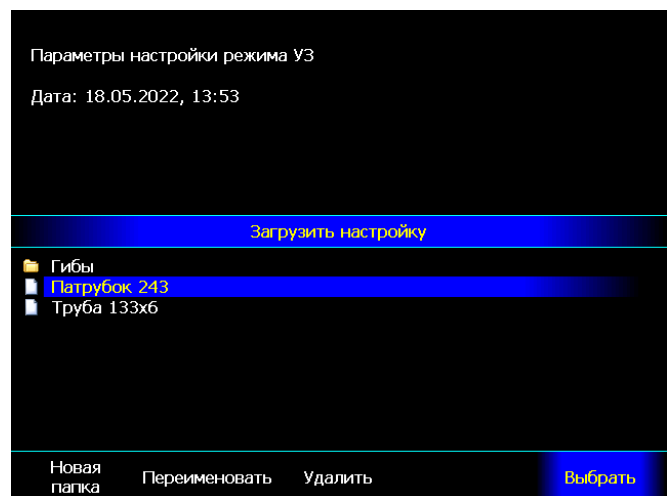 Параметры настройки режима УЗ
Дата: 18.05.2022, 13:53
Загрузить настройку
Гибы
Патрубок 243
Труба 133х6
Новая папка
Переименовать
Удалить
Выбрать